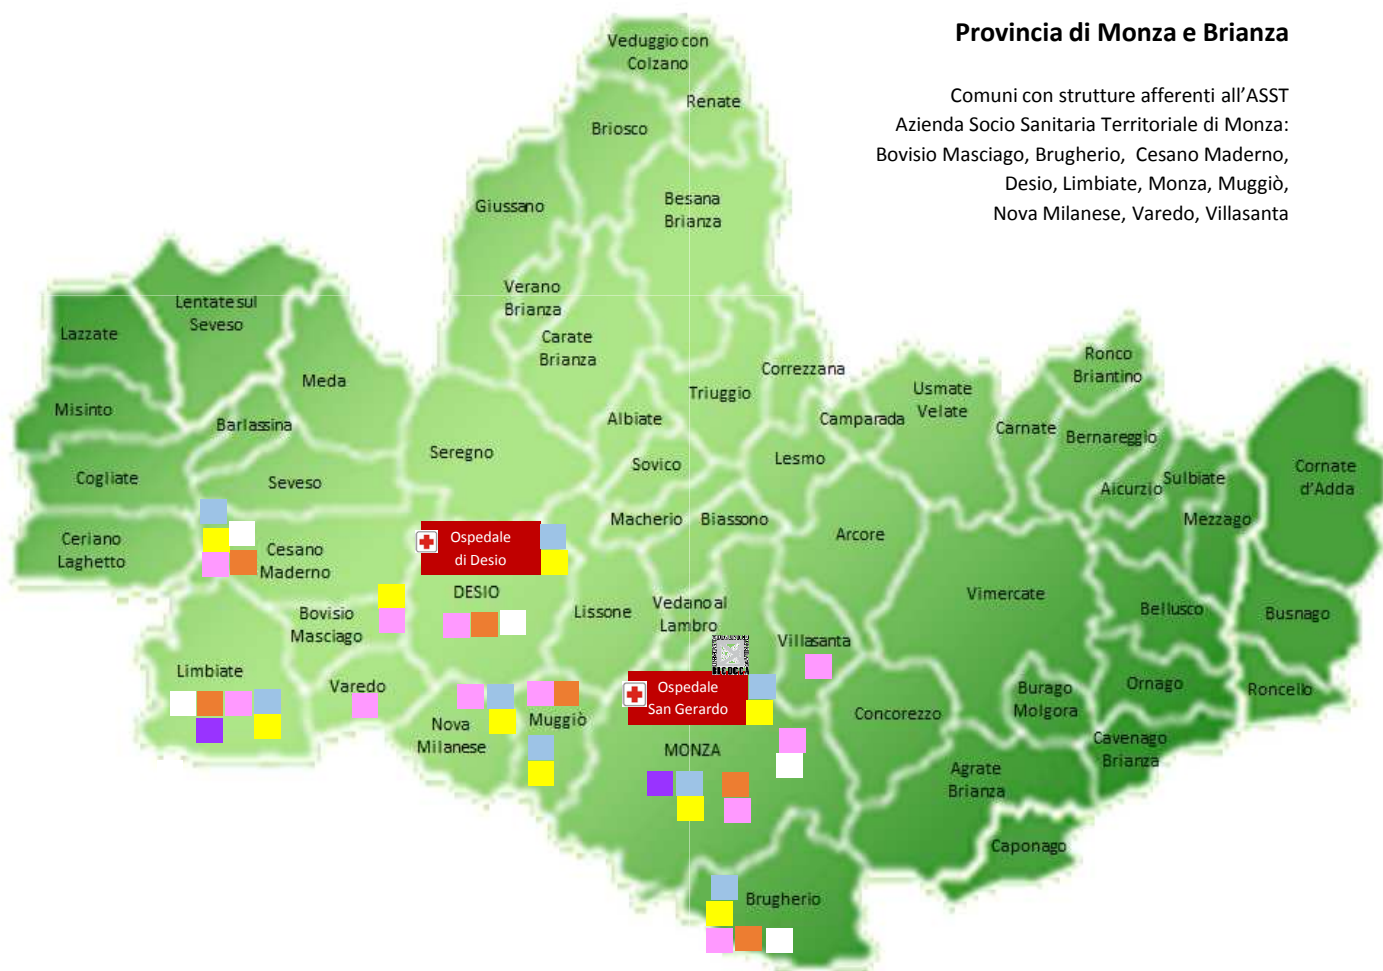 Provincia di Monza e Brianza
Comuni con strutture afferenti all'ASST
Azienda Socio Sanitaria Territoriale di Monza:
Bovisio Masciago, Brugherio, Cesano Maderno,
Desio, Limbiate, Monza, Muggiò,
Nova Milanese, Varedo, Villasanta
Veduggio con
Colzano
Renate
Briosco
Besana
Brianza
Giussano
Verano
Brianza
Carate
Brianza
Lentate sul
Seveso
Lazzate
Meda
Misinto
Barlassina
Cogliate
Seveso
Seregno
Albiate
Triuggio
Correzzana
Camparada
Usmate
Velate
Ronco
Briantino
Carnate
Bernareggio
Sovico
Lesmo
Aicurzio
Sulbiate
Mezzago
Cornate
d'Adda
Ceriano
Laghetto
Cesano
Maderno
Ospedale
di Desio
DESIO
Macherio
Biassono
Arcore
Vimercate
Bellusco
Busnago
Bovisio
Masciago
Lissone
Vedano al
Lambro
Villasanta
BICOCCA
Limbiate
Varedo
Nova
Milanese
Muggiò
Ospedale
San Gerardo
MONZA
Concorezzo
Burago
Molgora
Ornago
Roncello
Cavenago
Brianza
Agrate
Brianza
Caponago
Brugherio